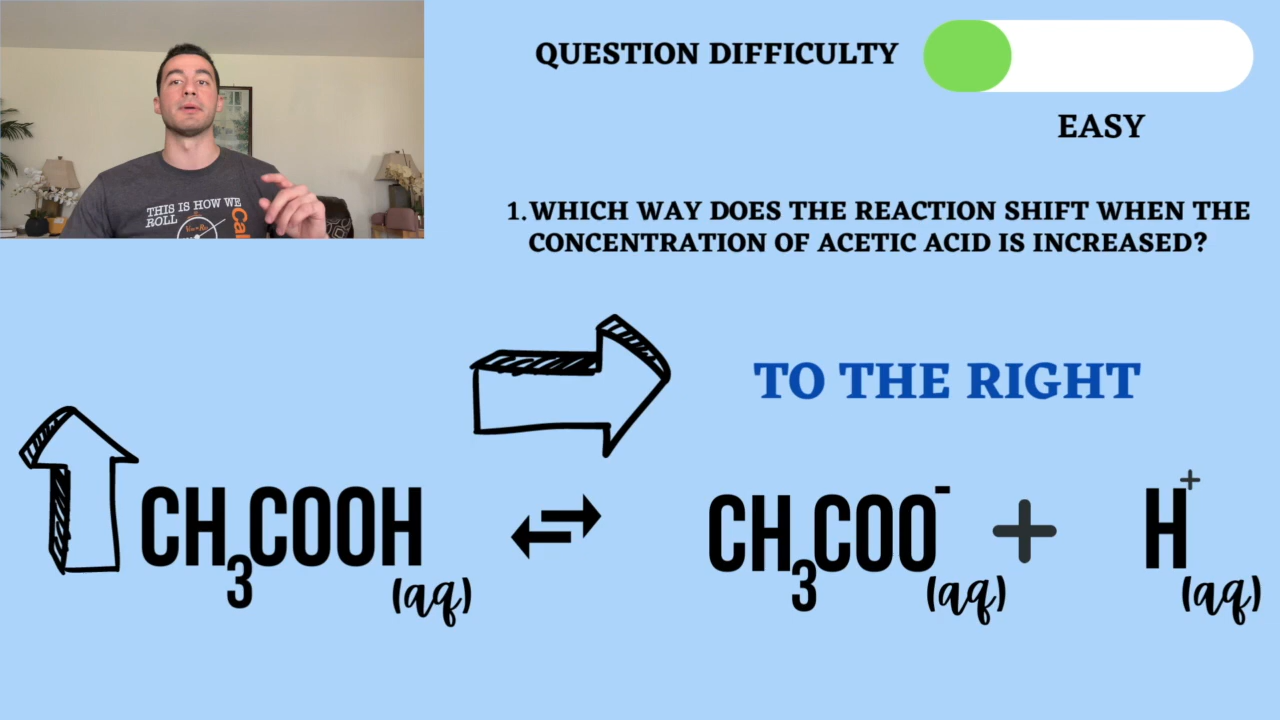 QUESTION DIFFICULTY
EASY
THIS IS HOW WE
ROLL
Cal
1. WHICH WAY DOES THE REACTION SHIFT WHEN THE
CONCENTRATION OF ACETIC ACID IS INCREASED?
TO THE RIGHT
CH3COOH(aq) ⇄ CH3COO-(aq) + H+(aq)